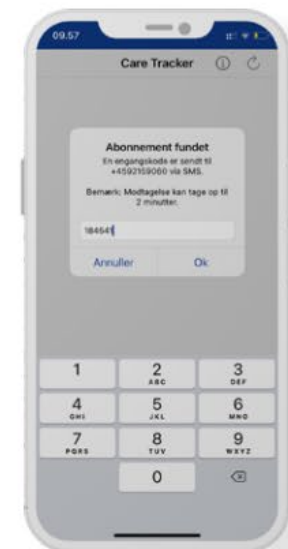 09.57
Care Tracker
Abonnement fundet
En engangskode er sendt til
+4592159060 via SMS.
Bemærk: Modtagelse kan tage op til
2 minutter.
184541
Annuller Ok
1 2 3
ABC DEF
4 5 6
GHI JKL MNO
7 8 9
PQRS TUV WXYZ
0